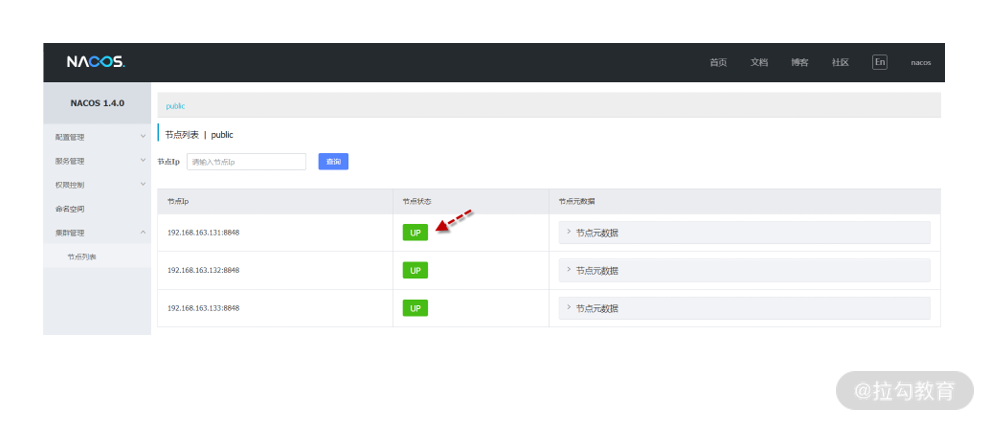 NACOS.
首页 文档 博客 社区 En nacos
NACOS 1.4.0
配置管理
服务管理
权限控制
命名空间
集群管理
节点列表
public
节点列表 | public
节点Ip 请输入节点Ip 查询
节点Ip 节点状态 节点元数据
192.168.163.131:8848 UP > 节点元数据
192.168.163.132:8848 UP > 节点元数据
192.168.163.133:8848 UP > 节点元数据
@拉勾教育